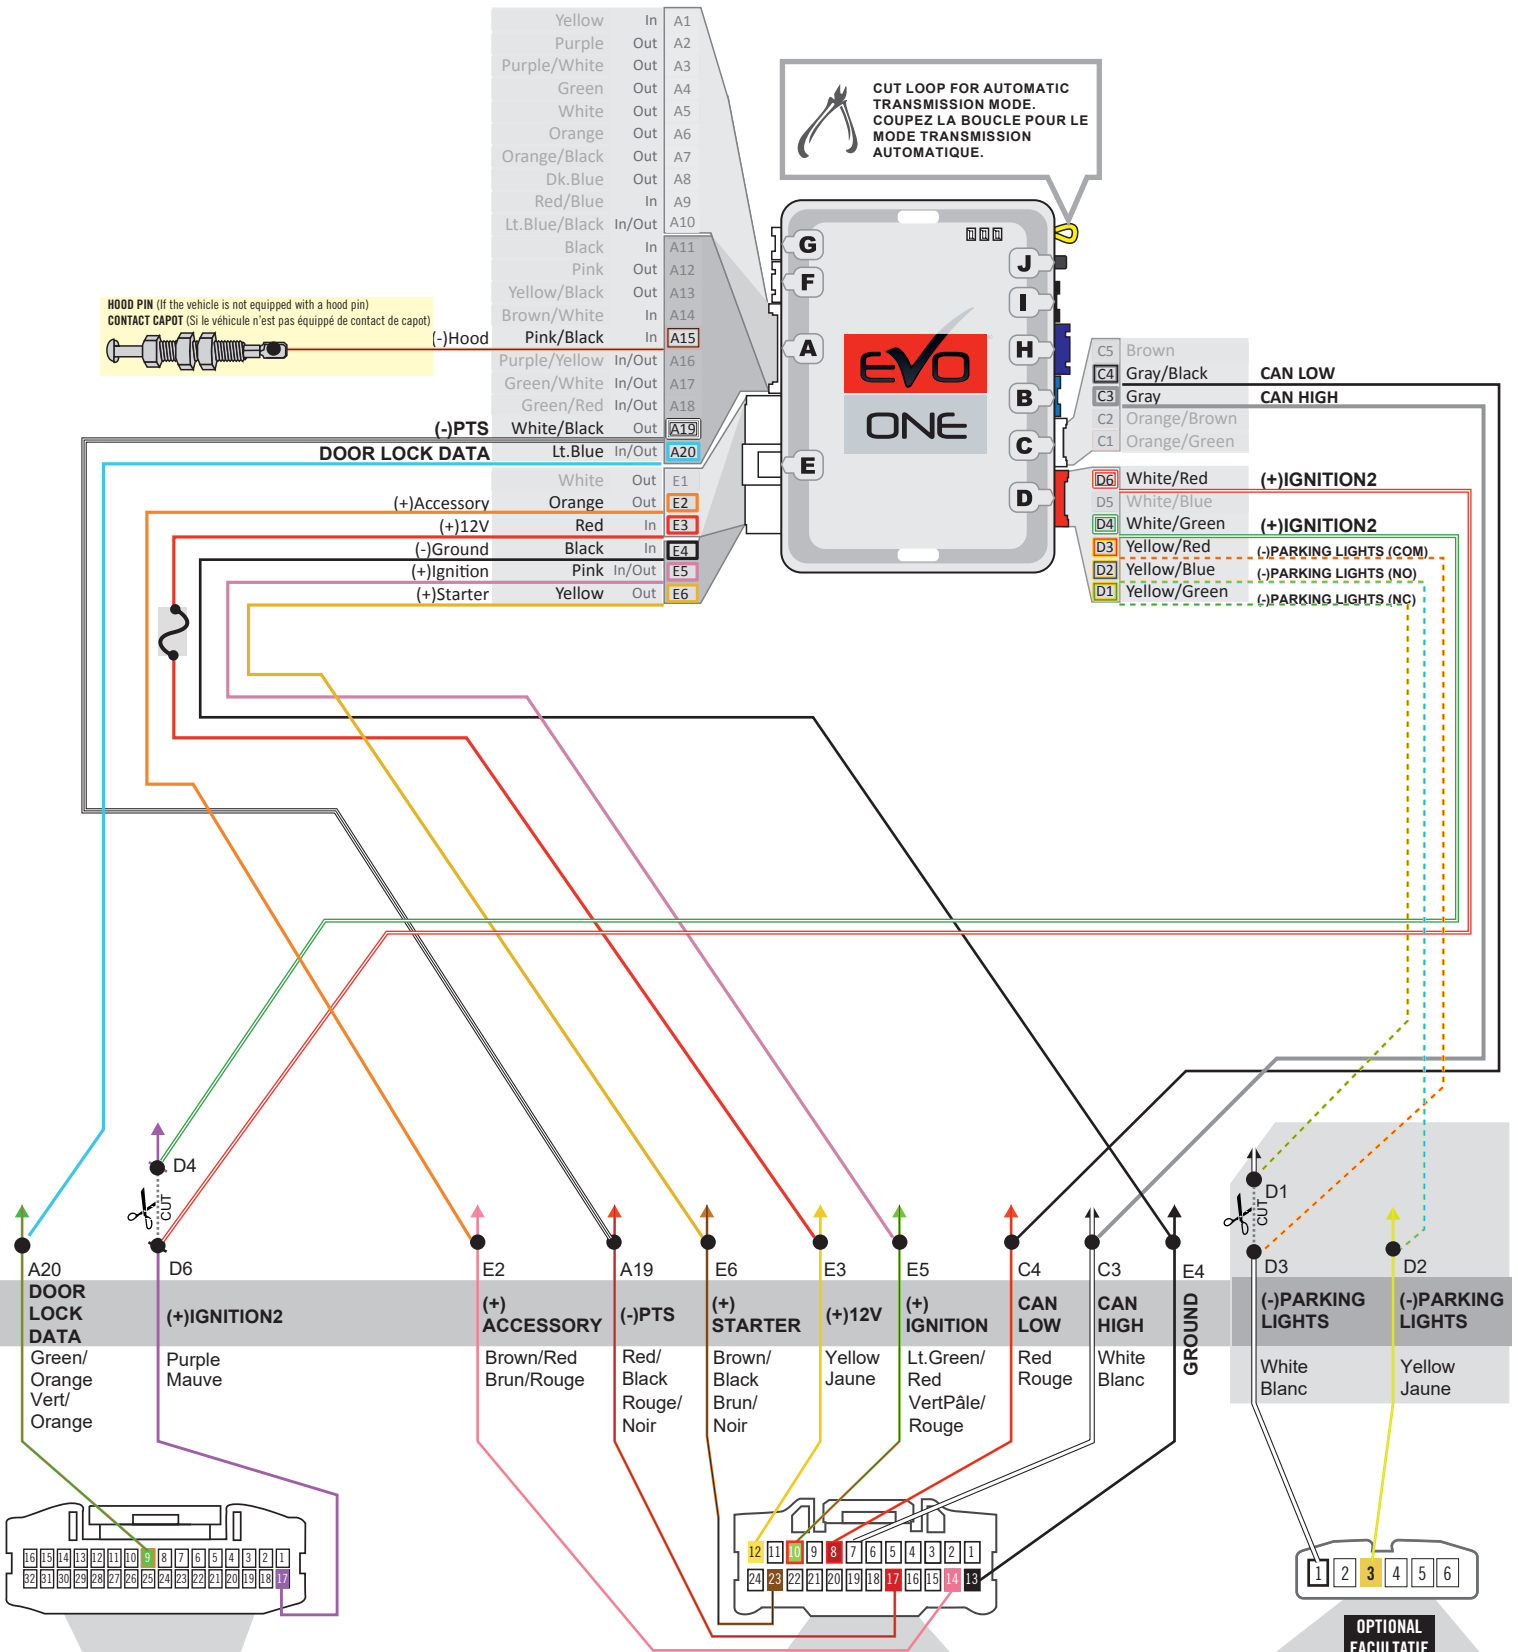 Yellow In A1
Purple Out A2
Purple/White Out A3
Green Out A4
White Out A5
Orange Out A6
Orange/Black Out A7
Dk.Blue Out A8
Red/Blue In A9
Lt.Blue/Black In/Out A10
Black In A11
Pink Out A12
Yellow/Black Out A13
Brown/White In A14
(-)Hood Pink/Black In A15
Purple/Yellow In/Out A16
Green/White In/Out A17
Green/Red In/Out A18
(-)PTS White/Black Out A19
DOOR LOCK DATA Lt.Blue In/Out A20
White Out E1
(+)Accessory Orange Out E2
(+)12V Red In E3
(-)Ground Black In E4
(+)Ignition Pink In/Out E5
(+)Starter Yellow Out E6
HOOD PIN (If the vehicle is not equipped with a hood pin)
CONTACT CAPOT (Si le véhicule n'est pas équippé de contact de capot)
CUT LOOP FOR AUTOMATIC
TRANSMISSION MODE.
COUPEZ LA BOUCLE POUR LE
MODE TRANSMISSION
AUTOMATIQUE.
G
F
A
E
J
I
H
B
C
D
EVO
ONE
C5 Brown
C4 Gray/Black CAN LOW
C3 Gray CAN HIGH
C2 Orange/Brown
C1 Orange/Green
D6 White/Red (+)IGNITION2
D5 White/Blue
D4 White/Green (+)IGNITION2
D3 Yellow/Red (-)PARKING LIGHTS (COM)
D2 Yellow/Blue (-)PARKING LIGHTS (NO)
D1 Yellow/Green (-)PARKING LIGHTS (NC)
D4
CUT
D1
CUT
A20
DOOR
LOCK
DATA
Green/
Orange
Vert/
Orange
D6
(+)IGNITION2
Purple
Mauve
E2
(+)
ACCESSORY
Brown/Red
Brun/Rouge
A19
(-)PTS
Red/
Black
Rouge/
Noir
E6
(+)
STARTER
Brown/
Black
Brun/
Noir
E3
(+)12V
Yellow
Jaune
E5
(+)
IGNITION
Lt.Green/
Red
VertPâle/
Rouge
C4
CAN
LOW
Red
Rouge
C3
CAN
HIGH
White
Blanc
E4
GROUND
D3
(-)PARKING
LIGHTS
White
Blanc
D2
(-)PARKING
LIGHTS
Yellow
Jaune
16 15 14 13 12 11 10 9 8 7 6 5 4 3 2 1
32 31 30 29 28 27 26 25 24 23 22 21 20 19 18 17
12 11 10 9 8 7 6 5 4 3 2 1
24 23 22 21 20 19 18 17 16 15 14 13
1 2 3 4 5 6
OPTIONAL
FACULTATIF